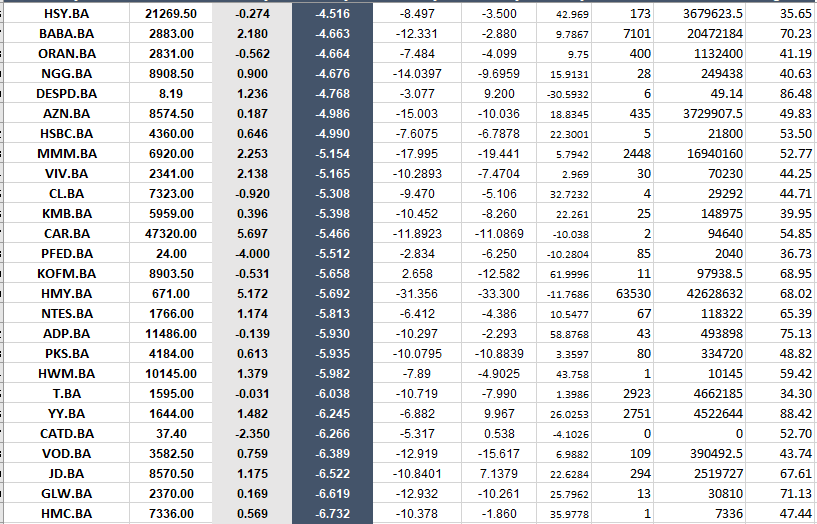 HSY.BA 21269.50 -0.274 -4.516 -8.497 -3.500 42.969 173 3679623.5 35.65
BABA.BA 2883.00 2.180 -4.663 -12.331 -2.880 9.7867 7101 20472184 70.23
ORAN.BA 2831.00 -0.562 -4.664 -7.484 -4.099 9.75 400 1132400 41.19
NGG.BA 8908.50 0.900 -4.676 -14.0397 -9.6959 15.9131 28 249438 40.63
DESPD.BA 8.19 1.236 -4.768 -3.077 9.200 -30.5932 6 49.14 86.48
AZN.BA 8574.50 0.187 -4.986 -15.003 -10.036 18.8345 435 3729907.5 49.83
HSBC.BA 4360.00 0.646 -4.990 -7.6075 -6.7878 22.3001 5 21800 53.50
MMM.BA 6920.00 2.253 -5.154 -17.995 -19.441 5.7942 2448 16940160 52.77
VIV.BA 2341.00 2.138 -5.165 -10.2893 -7.4704 2.969 30 70230 44.25
CL.BA 7323.00 -0.920 -5.308 -9.470 -5.106 32.7232 4 29292 44.71
KMB.BA 5959.00 0.396 -5.398 -10.452 -8.260 22.261 25 148975 39.95
CAR.BA 47320.00 5.697 -5.466 -11.8923 -11.0869 -10.038 2 94640 54.85
PFED.BA 24.00 -4.000 -5.512 -2.834 -6.250 -10.2804 85 2040 36.73
KOFM.BA 8903.50 -0.531 -5.658 2.658 -12.582 61.9996 11 97938.5 68.95
HMY.BA 671.00 5.172 -5.692 -31.356 -33.300 -11.7686 63530 42628632 68.02
NTES.BA 1766.00 1.174 -5.813 -6.412 -4.386 10.5477 67 118322 65.39
ADP.BA 11486.00 -0.139 -5.930 -10.297 -2.293 58.8768 43 493898 75.13
PKS.BA 4184.00 0.613 -5.935 -10.0795 -10.8839 3.3597 80 334720 48.82
HWM.BA 10145.00 1.379 -5.982 -7.89 -4.9025 43.758 1 10145 59.42
T.BA 1595.00 -0.031 -6.038 -10.719 -7.990 1.3986 2923 4662185 34.30
YY.BA 1644.00 1.482 -6.245 -6.882 9.967 26.0253 2751 4522644 88.42
CATD.BA 37.40 -2.350 -6.266 -5.317 0.538 -4.1026 0 0 52.70
VOD.BA 3582.50 0.759 -6.389 -12.919 -15.617 6.9882 109 390492.5 43.74
JD.BA 8570.50 1.175 -6.522 -10.8401 7.1379 22.6284 294 2519727 67.61
GLW.BA 2370.00 0.169 -6.619 -12.932 -10.261 25.7962 13 30810 71.13
HMC.BA 7336.00 0.569 -6.732 -10.378 -1.860 35.9778 1 7336 47.44